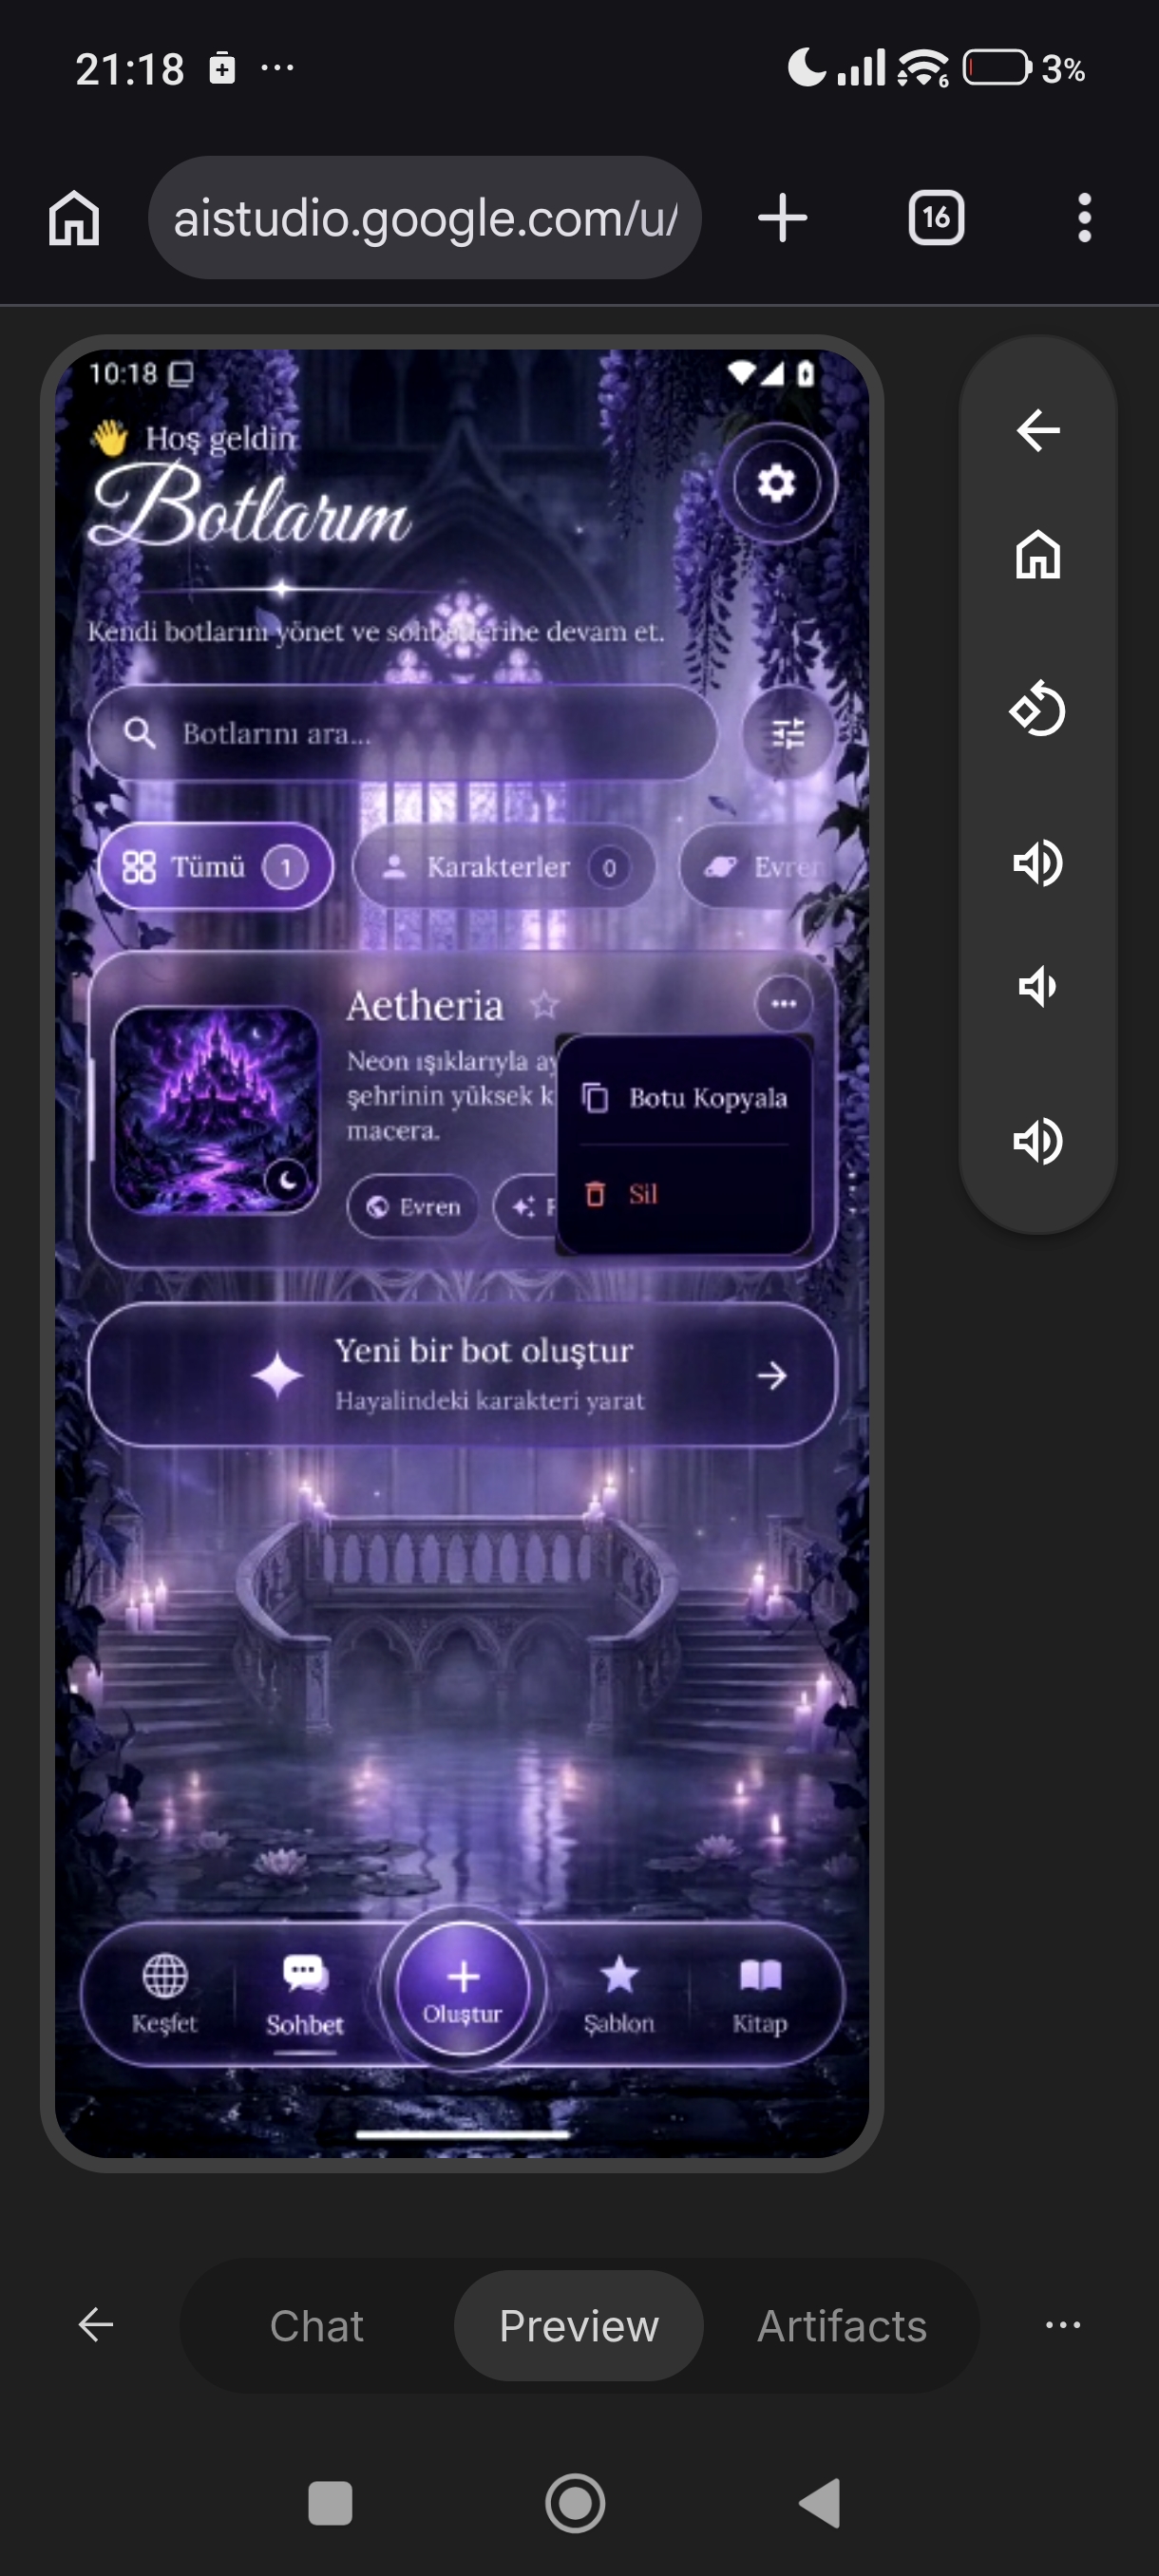 21:18
3%
aistudio.google.com/u/
16
10:18
👋 Hoş geldin
Botlarım
Kendi botlarını yönet ve sohbetlerine devam et.
Botlarını ara...
Tümü 1
Karakterler 0
Evren
Aetheria
Neon ışıklarıyla ay
şehrinin yüksek k
macera.
Botu Kopyala
Sil
Evren
F
Yeni bir bot oluştur
Hayalindeki karakteri yarat
Keşfet
Sohbet
Oluştur
Şablon
Kitap
Chat
Preview
Artifacts